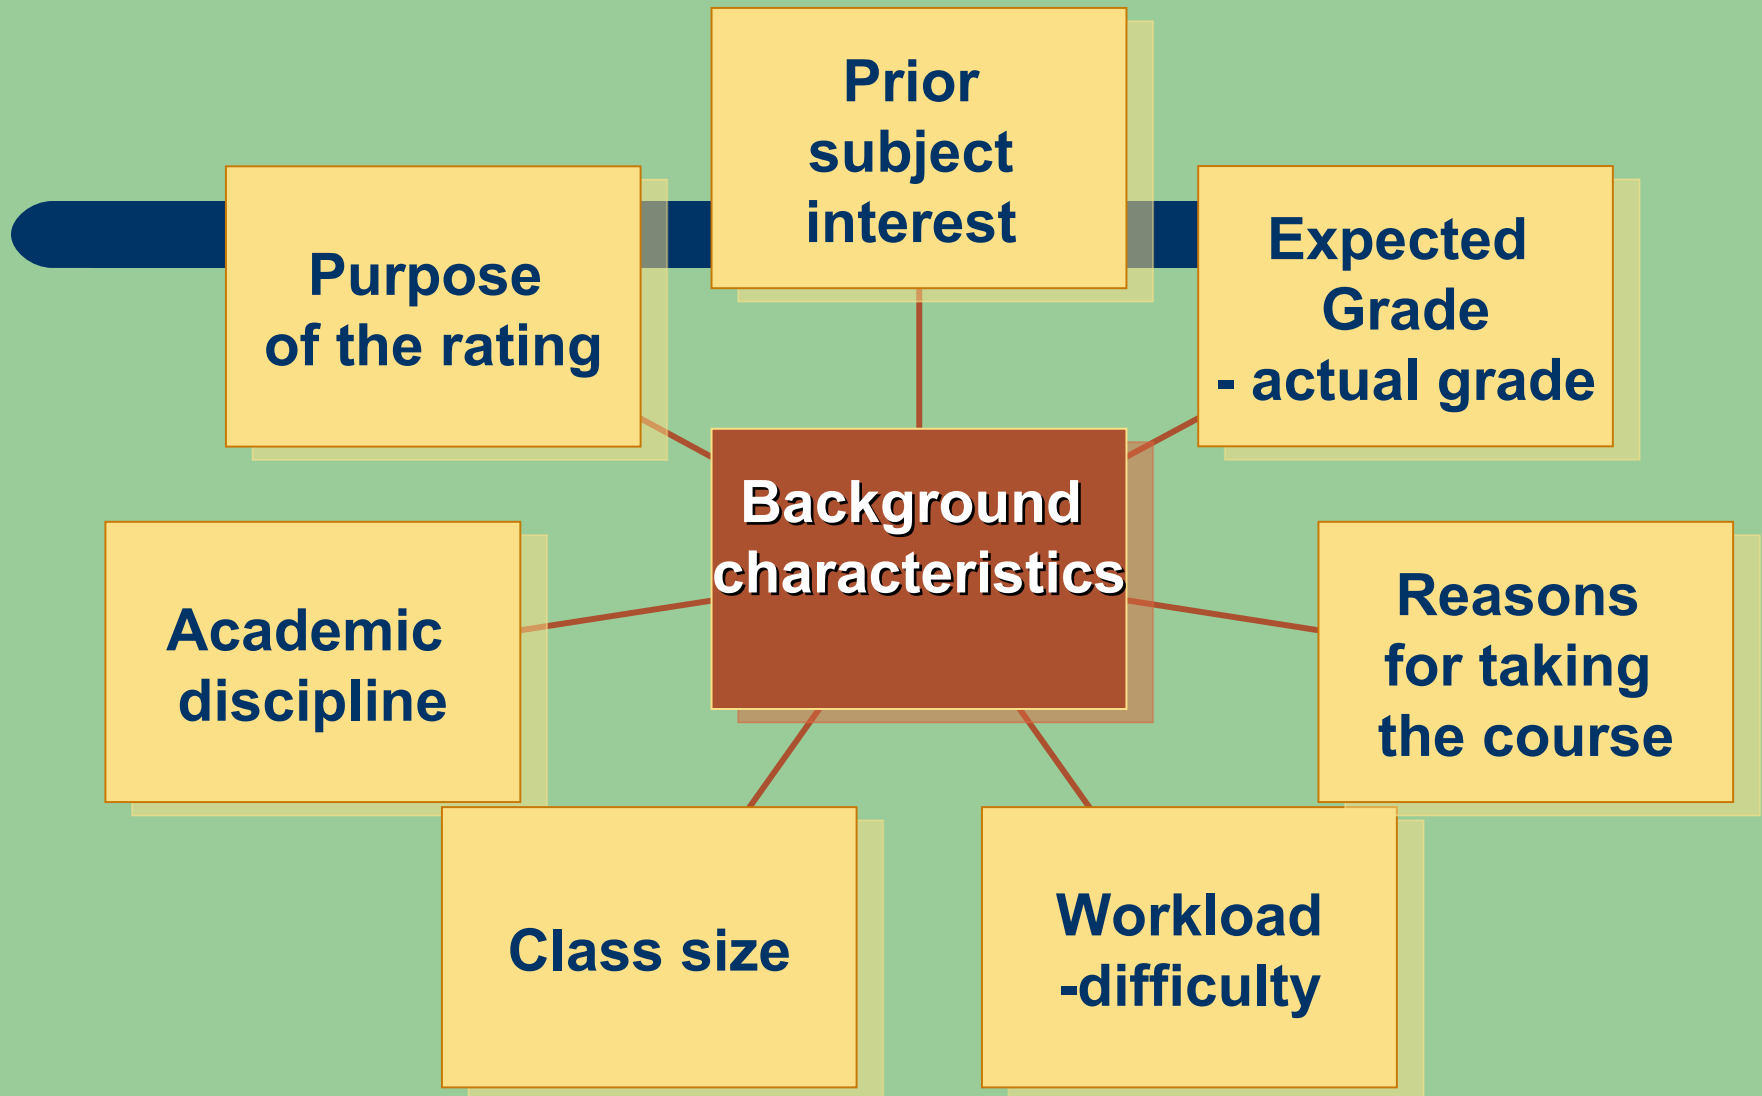 Prior
subject
interest
Purpose
of the rating
Expected
Grade
- actual grade
Background
characteristics
Academic
discipline
Reasons
for taking
the course
Class size
Workload
-difficulty